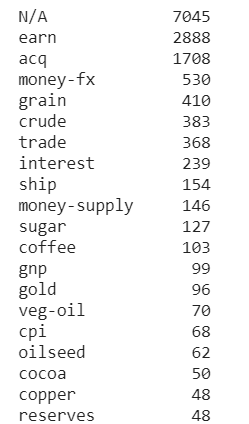 N/A 7045
earn 2888
acq 1708
money-fx 530
grain 410
crude 383
trade 368
interest 239
ship 154
money-supply 146
sugar 127
coffee 103
gnp 99
gold 96
veg-oil 70
cpi 68
oilseed 62
cocoa 50
copper 48
reserves 48